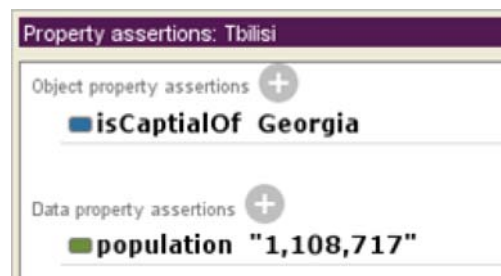 Property assertions: Tbilisi
Object property assertions
isCaptialOf Georgia
Data property assertions
population "1,108,717"